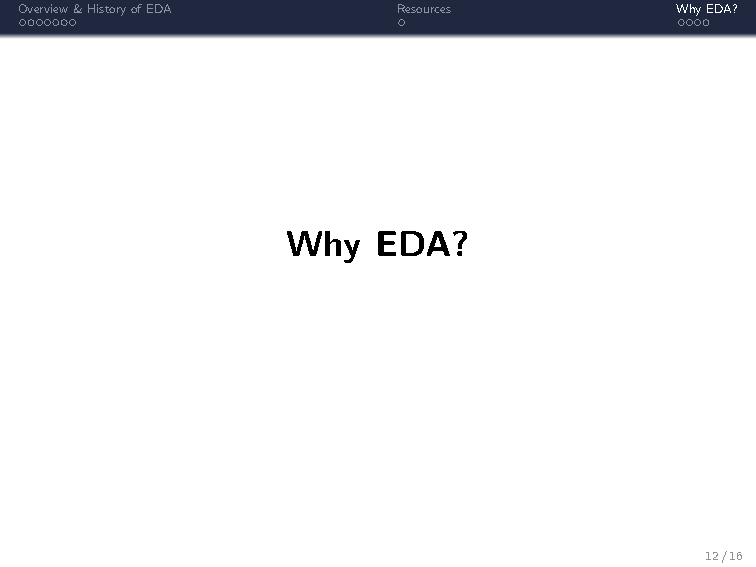 Overview & History of EDA Resources Why EDA?
Why EDA?
12 / 16